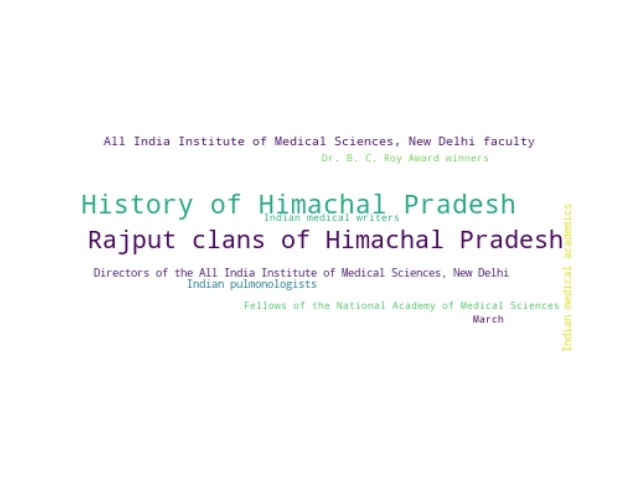 All India Institute of Medical Sciences, New Delhi faculty
Dr. B. C. Roy Award winners
History of Himachal Pradesh
Indian medical writers
Rajput clans of Himachal Pradesh
Directors of the All India Institute of Medical Sciences, New Delhi
Indian pulmonologists
Fellows of the National Academy of Medical Sciences
March
Indian medical academics